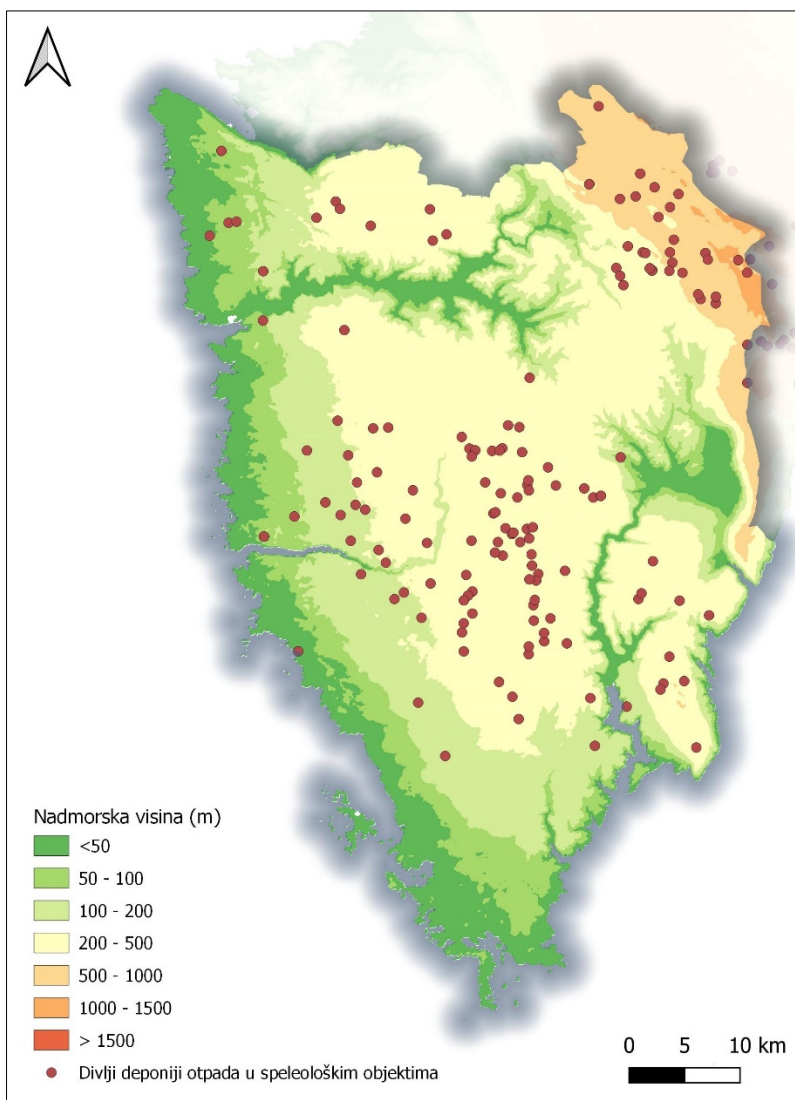 Nadmorska visina (m)
<50
50 - 100
100 - 200
200 - 500
500 - 1000
1000 - 1500
> 1500
Divlji deponiji otpada u speleološkim objektima
0 5 10 km